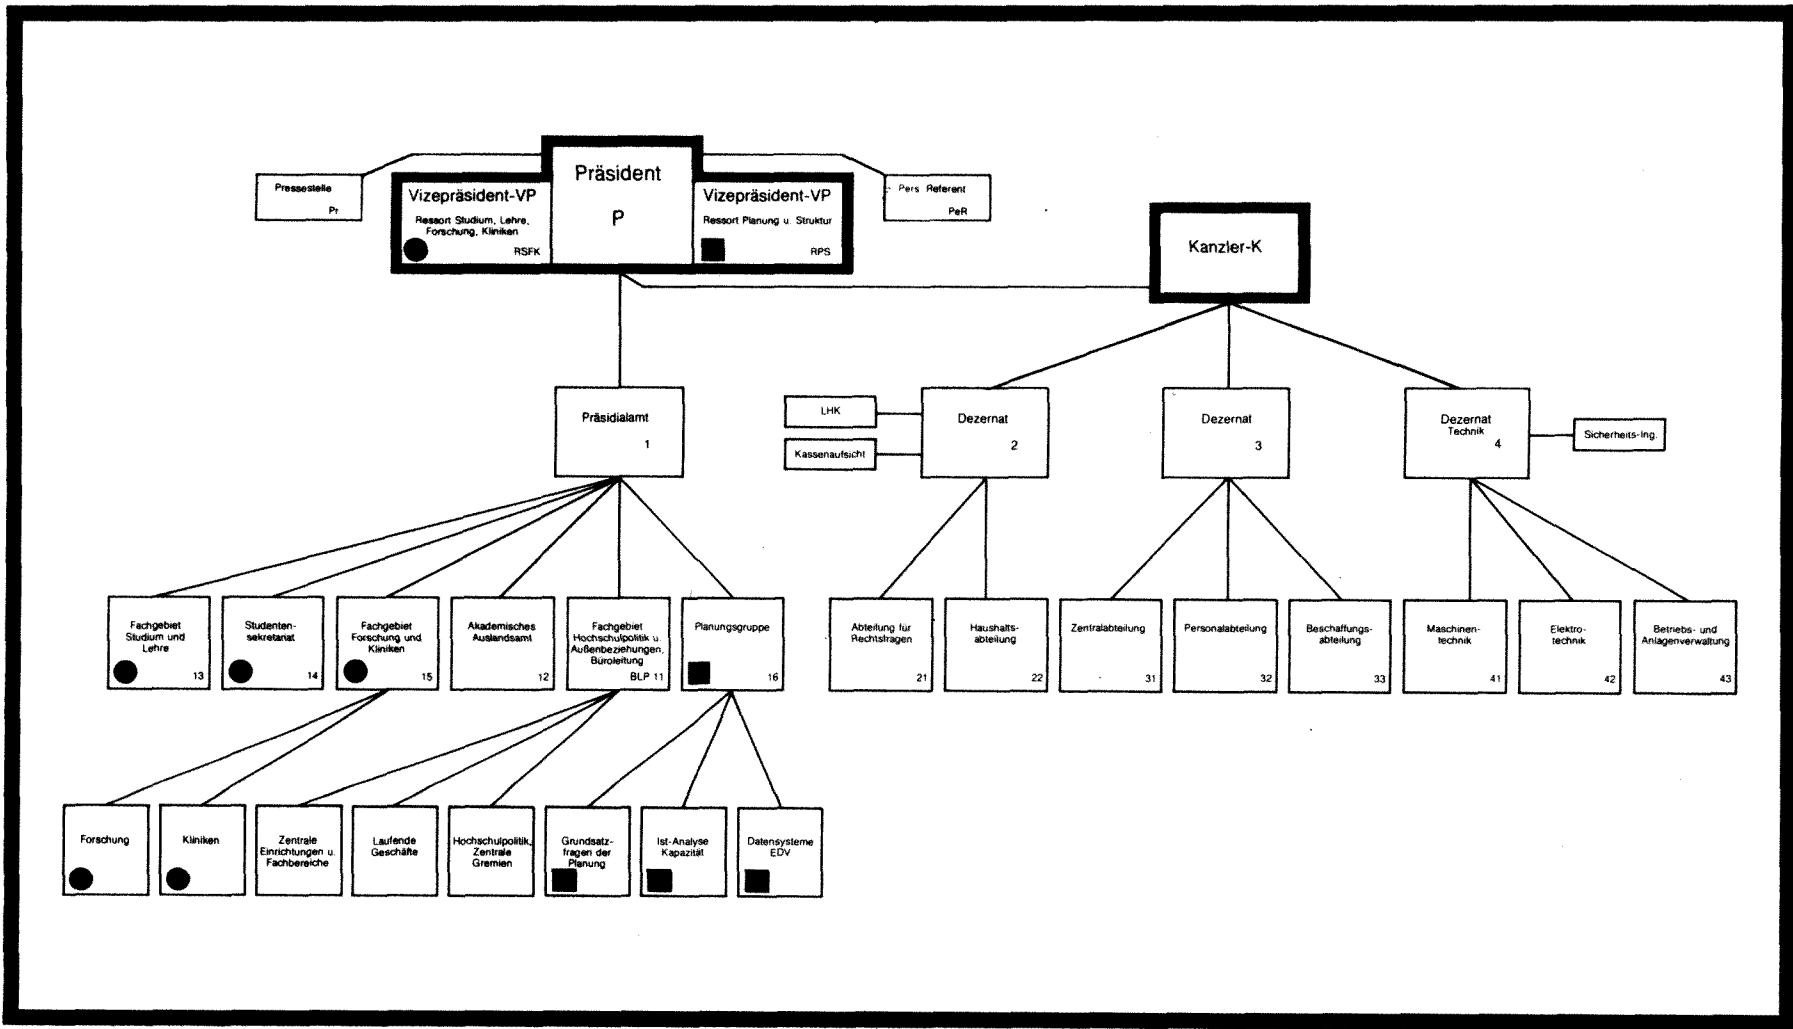 Präsident
P
Vizepräsident-VP
Ressort Studium, Lehre,
Forschung, Kliniken
RSFK
Vizepräsident-VP
Ressort Planung u. Struktur
RPS
Pressestelle
Pr
Pers Referent
PeR
Kanzler-K
Präsidialamt
1
LHK
Kassenaufsicht
Dezernat
2
Dezernat
3
Dezernat
Technik
4
Sicherheits-Ing.
Fachgebiet
Studium und
Lehre
13
Studenten-
sekretariat
14
Fachgebiet
Forschung und
Kliniken
15
Akademisches
Auslandsamt
12
Fachgebiet
Hochschulpolitik u.
Außenbeziehungen,
Büroleitung
BLP 11
Planungsgruppe
16
Abteilung für
Rechtsfragen
21
Haushalts-
abteilung
22
Zentralabteilung
31
Personalabteilung
32
Beschaffungs-
abteilung
33
Maschinen-
technik
41
Elektro-
technik
42
Betriebs- und
Anlagenverwaltung
43
Forschung
Kliniken
Zentrale
Einrichtungen u.
Fachbereiche
Laufende
Geschäfte
Hochschulpolitik,
Zentrale
Gremien
Grundsatz-
fragen der
Planung
Ist-Analyse
Kapazität
Datensysteme
EDV